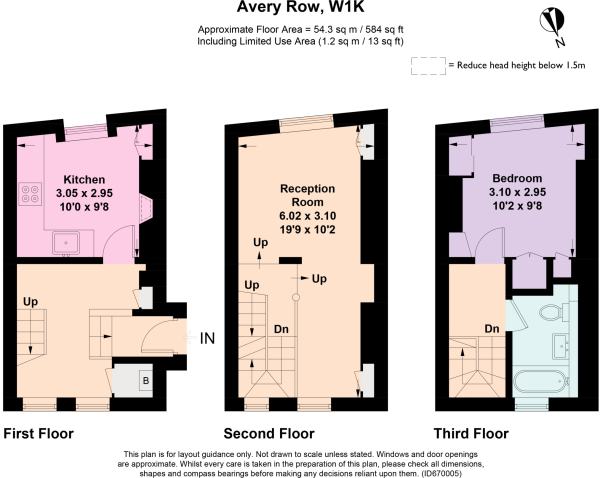 Avery Row, W1K
Approximate Floor Area = 54.3 sq m / 584 sq ft
Including Limited Use Area (1.2 sq m / 13 sq ft)
N
= Reduce head height below 1.5m
Kitchen
3.05 x 2.95
10'0 x 9'8
Up
IN
B
First Floor
Reception
Room
6.02 x 3.10
19'9 x 10'2
Up
Up
Up
Dn
Second Floor
Bedroom
3.10 x 2.95
10'2 x 9'8
Dn
Third Floor
This plan is for layout guidance only. Not drawn to scale unless stated. Windows and door openings
are approximate. Whilst every care is taken in the preparation of this plan, please check all dimensions,
shapes and compass bearings before making any decisions reliant upon them. (ID670005)